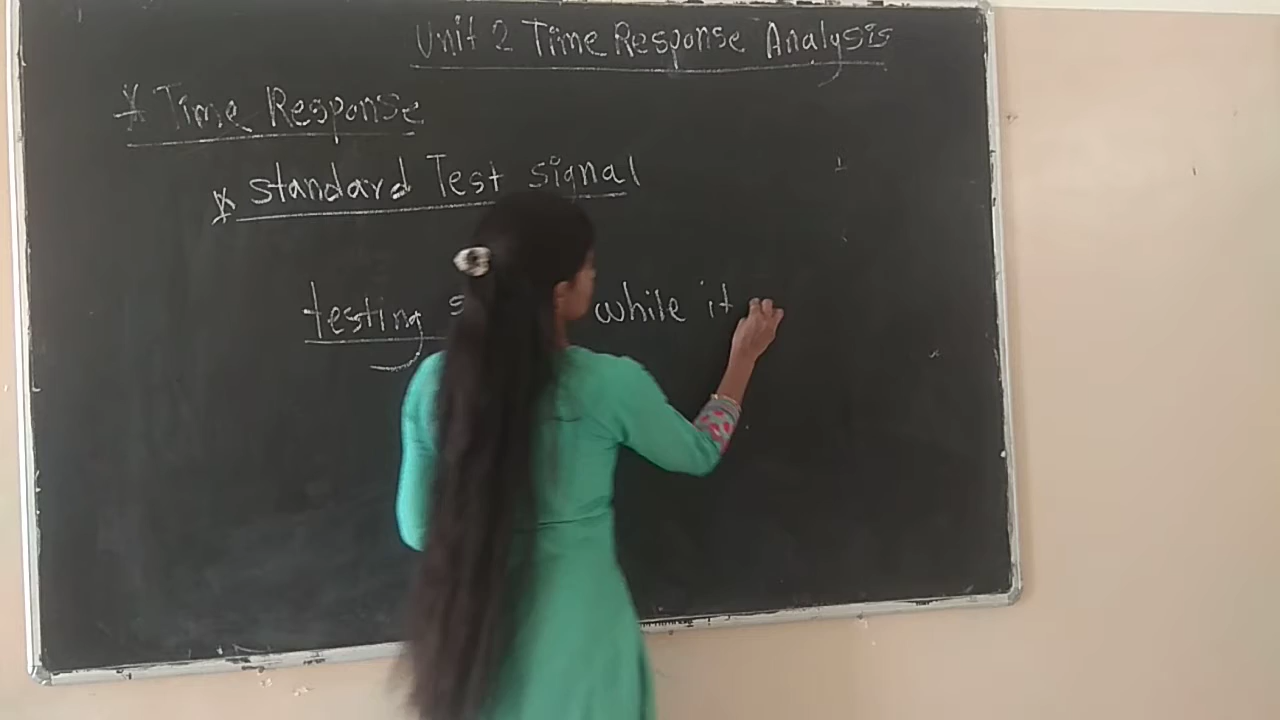 Unit 2 Time Response Analysis
* Time Response
* standard Test signal
testing while it